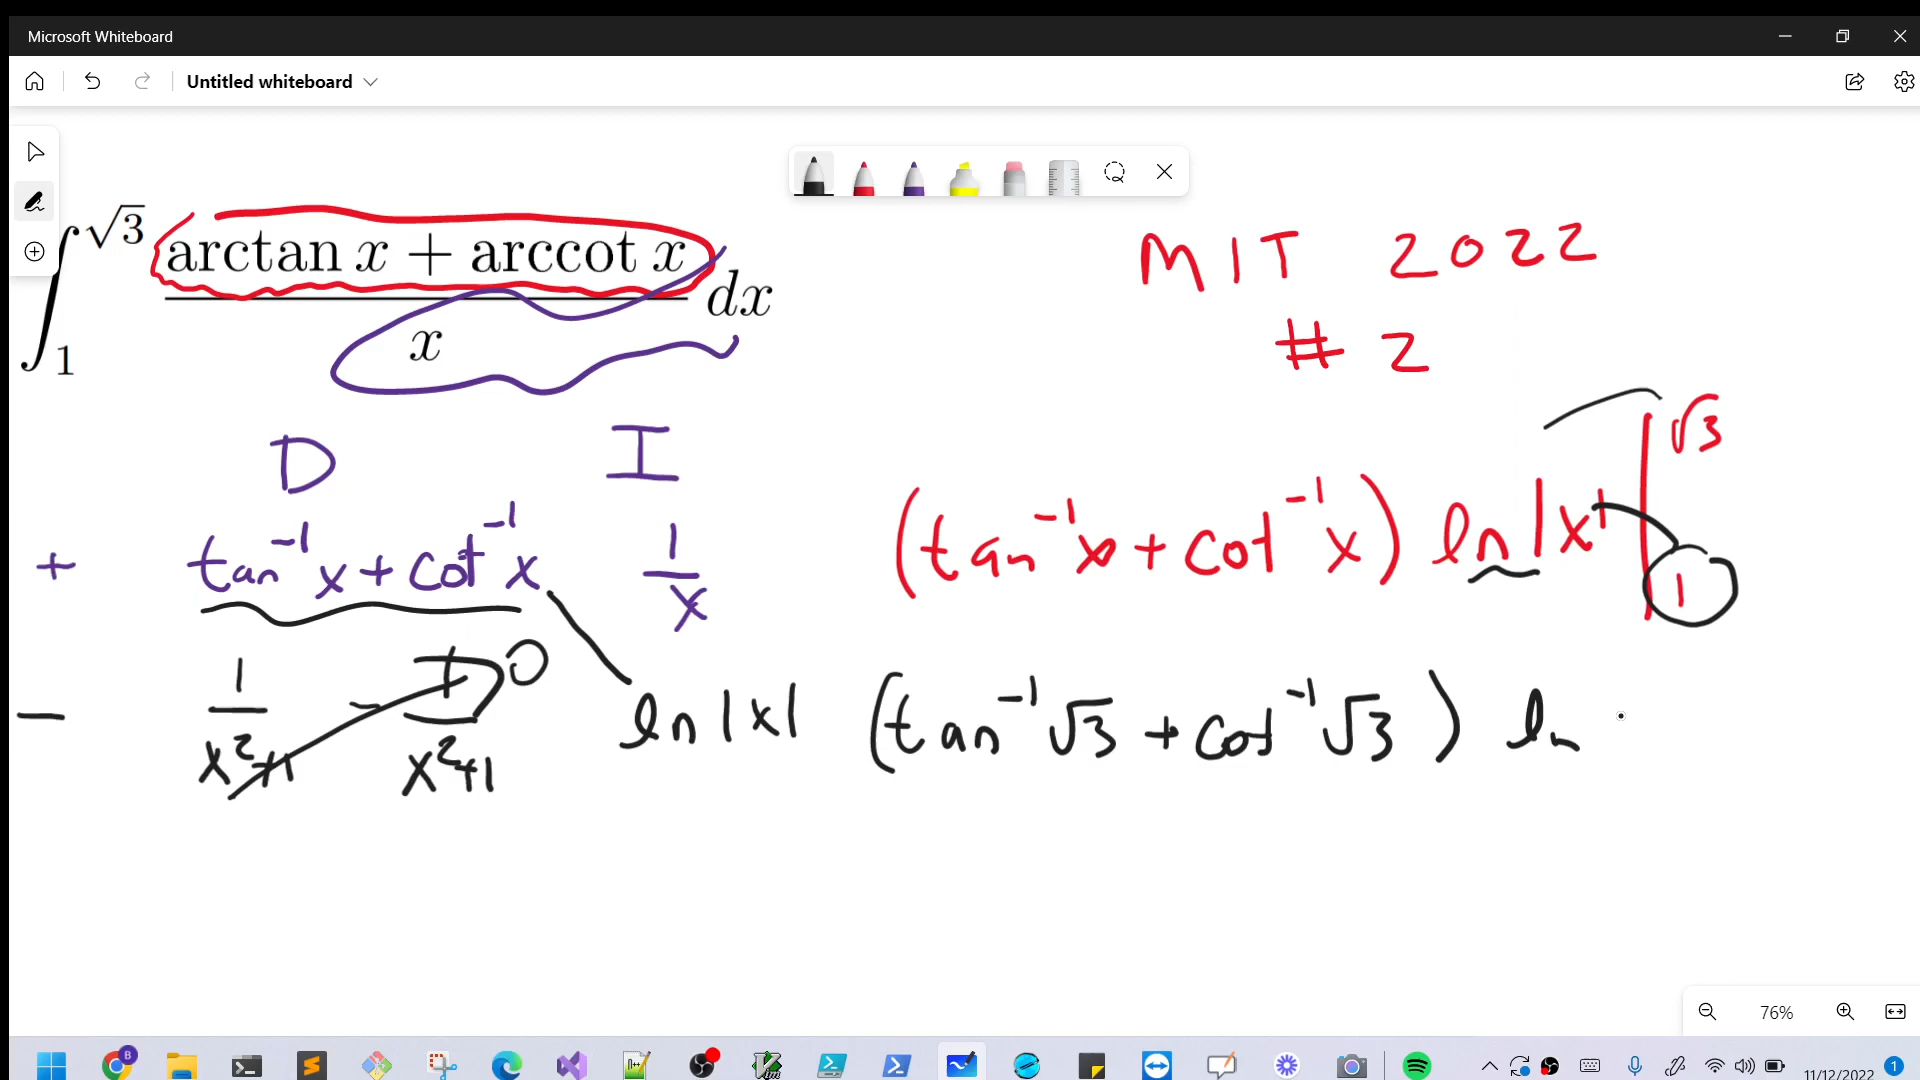 Microsoft Whiteboard
Untitled whiteboard
∫₁^√3 (arctan x + arccot x)/x dx
MIT 2022
# 2
D I
+ tan⁻¹x + cot⁻¹x 1/x
(tan⁻¹x + cot⁻¹x) ln|x| |₁^√3
− 1/(x²+1) − 1/(x²+1) 0 ln|x|
(tan⁻¹√3 + cot⁻¹√3) ln
76%
11/12/2022
1